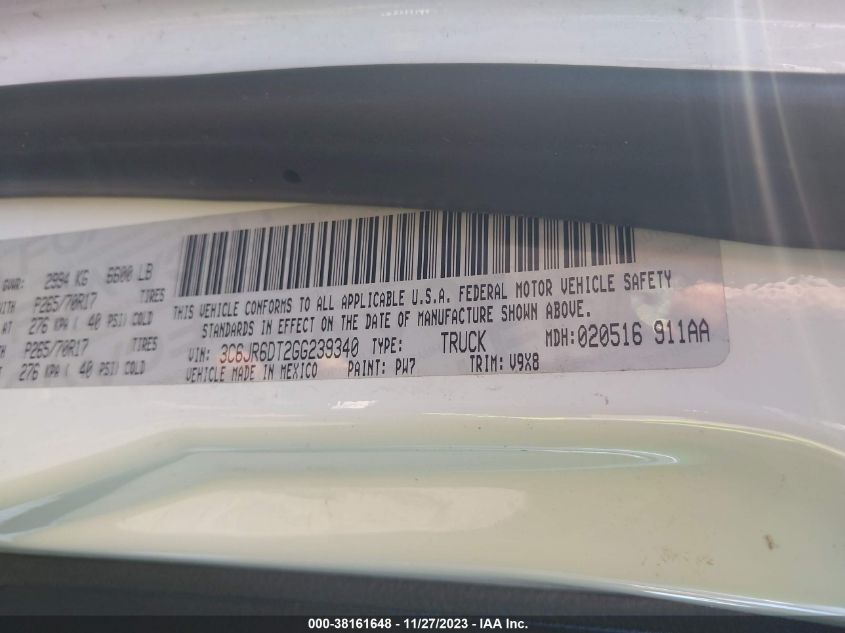 GVWR: 2994 KG 6600 LB
WITH P265/70R17 TIRES
AT 276 KPA ( 40 PSI) COLD
P265/70R17 TIRES
276 KPA ( 40 PSI) COLD
THIS VEHICLE CONFORMS TO ALL APPLICABLE U.S.A. FEDERAL MOTOR VEHICLE SAFETY
STANDARDS IN EFFECT ON THE DATE OF MANUFACTURE SHOWN ABOVE.
VIN: 3C6JR6DT2GG239340 TYPE: TRUCK MDH:020516 911AA
VEHICLE MADE IN MEXICO PAINT: PW7 TRIM: V9X8
000-38161648 — 11/27/2023 — IAA Inc.